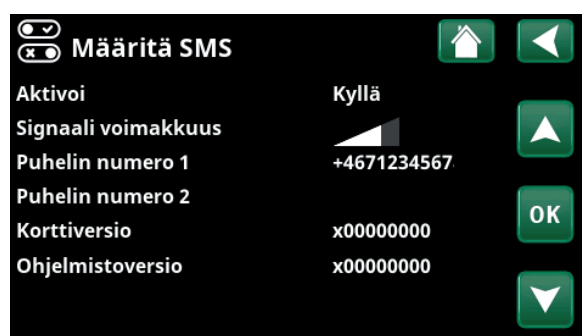 Määritä SMS
Aktivoi Kyllä
Signaali voimakkuus
Puhelin numero 1 +4671234567
Puhelin numero 2
OK
Korttiversio x00000000
Ohjelmistoversio x00000000